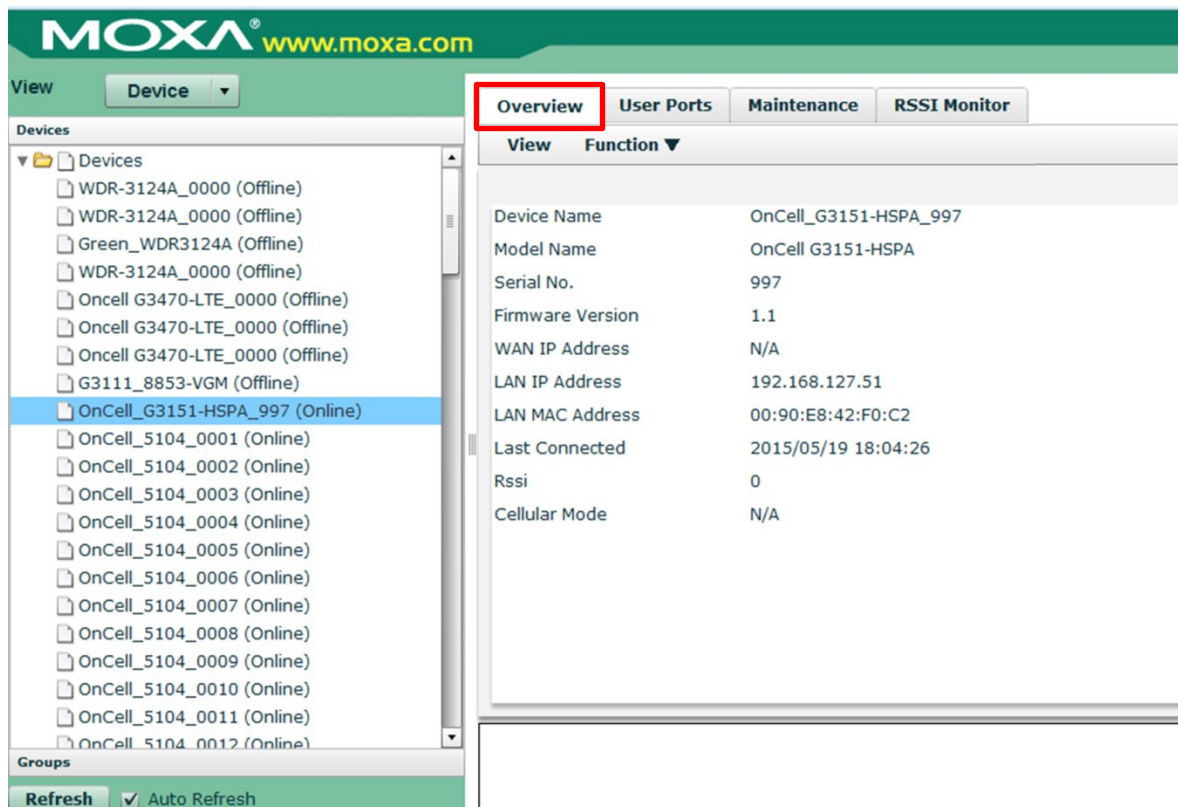 MOXA® www.moxa.com
View Device
Overview User Ports Maintenance RSSI Monitor
Devices
View Function
Devices
WDR-3124A_0000 (Offline)
WDR-3124A_0000 (Offline)
Green_WDR3124A (Offline)
WDR-3124A_0000 (Offline)
Oncell G3470-LTE_0000 (Offline)
Oncell G3470-LTE_0000 (Offline)
Oncell G3470-LTE_0000 (Offline)
G3111_8853-VGM (Offline)
OnCell_G3151-HSPA_997 (Online)
OnCell_5104_0001 (Online)
OnCell_5104_0002 (Online)
OnCell_5104_0003 (Online)
OnCell_5104_0004 (Online)
OnCell_5104_0005 (Online)
OnCell_5104_0006 (Online)
OnCell_5104_0007 (Online)
OnCell_5104_0008 (Online)
OnCell_5104_0009 (Online)
OnCell_5104_0010 (Online)
OnCell_5104_0011 (Online)
OnCell_5104_0012 (Online)
Groups
Refresh Auto Refresh
Device Name OnCell_G3151-HSPA_997
Model Name OnCell G3151-HSPA
Serial No. 997
Firmware Version 1.1
WAN IP Address N/A
LAN IP Address 192.168.127.51
LAN MAC Address 00:90:E8:42:F0:C2
Last Connected 2015/05/19 18:04:26
Rssi 0
Cellular Mode N/A